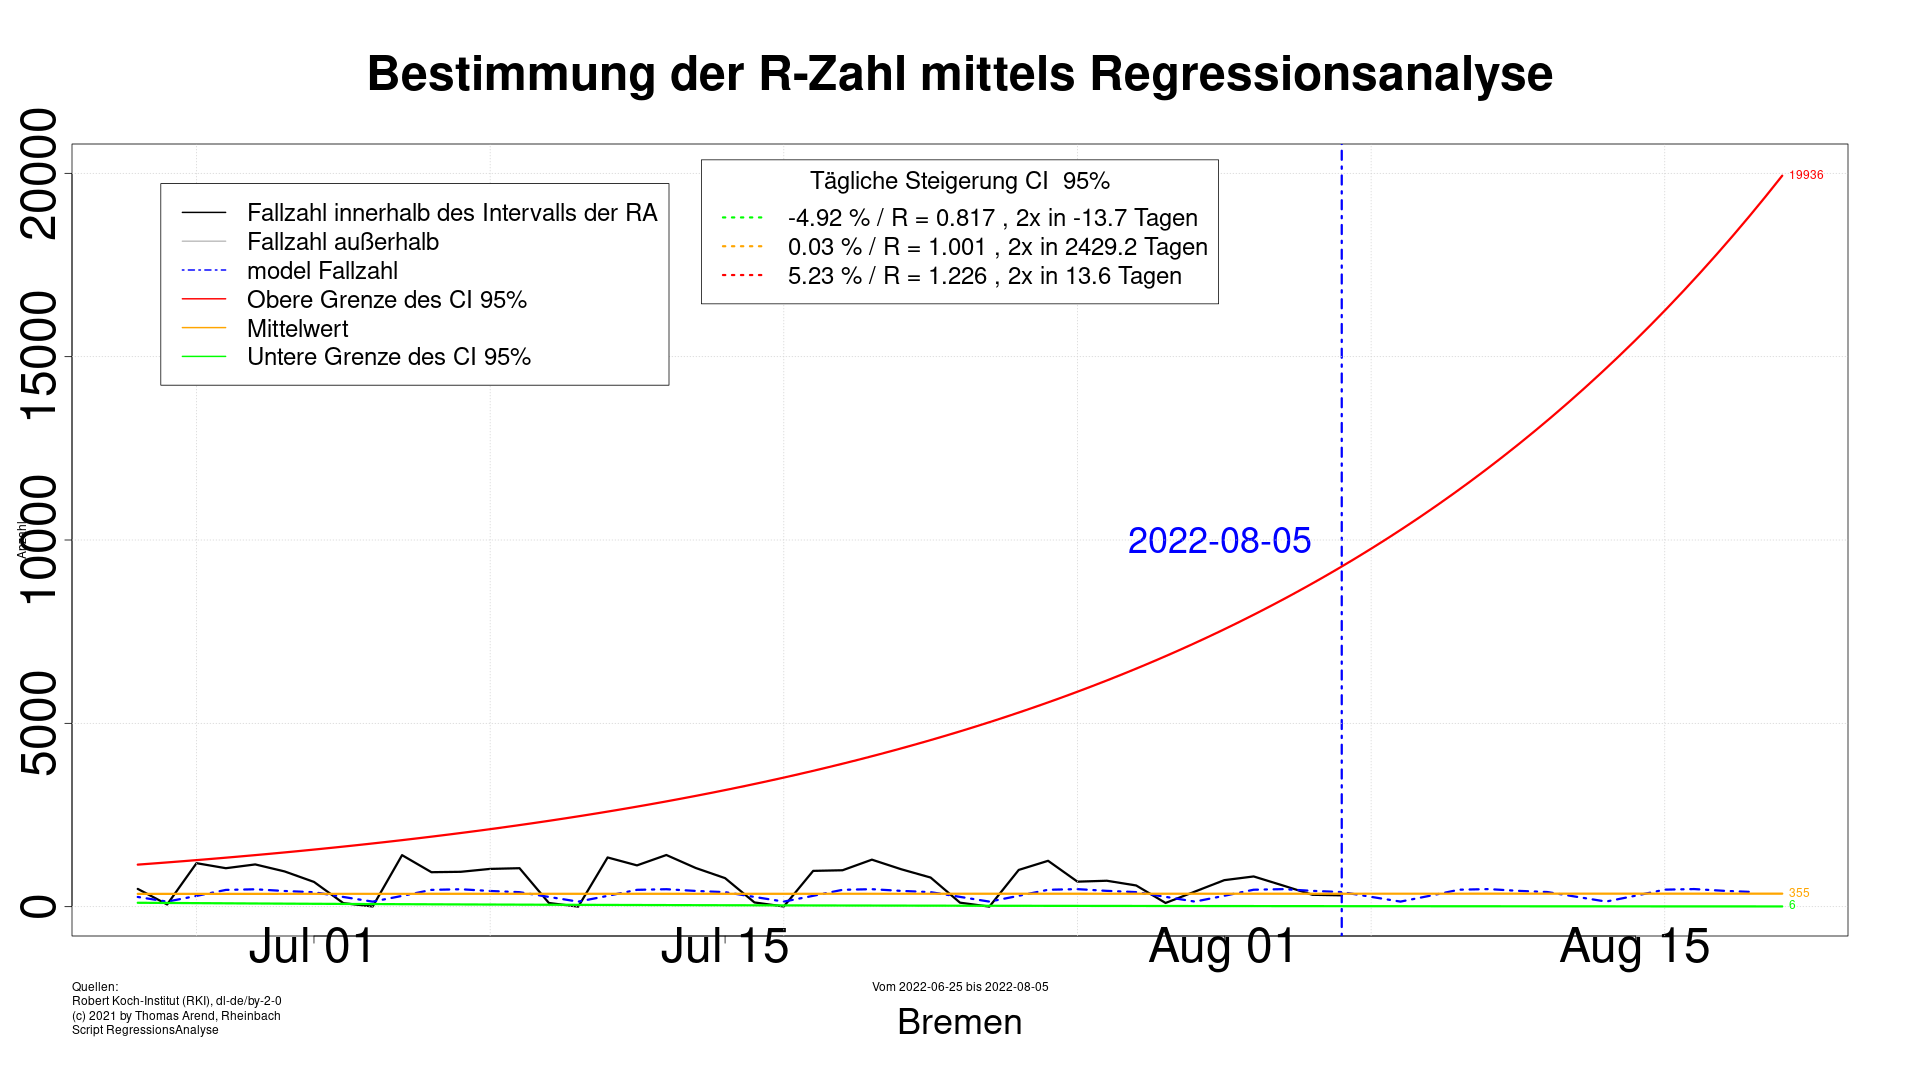 Bestimmung der R-Zahl mittels Regressionsanalyse
Anzahl
20000
15000
10000
5000
0
Fallzahl innerhalb des Intervalls der RA
Fallzahl außerhalb
model Fallzahl
Obere Grenze des CI 95%
Mittelwert
Untere Grenze des CI 95%
Tägliche Steigerung CI  95%
-4.92 % / R = 0.817 , 2x in -13.7 Tagen
0.03 % / R = 1.001 , 2x in 2429.2 Tagen
5.23 % / R = 1.226 , 2x in 13.6 Tagen
19936
2022-08-05
355
6
Jul 01
Jul 15
Aug 01
Aug 15
Quellen:
Robert Koch-Institut (RKI), dl-de/by-2-0
(c) 2021 by Thomas Arend, Rheinbach
Script RegressionsAnalyse
Vom 2022-06-25 bis 2022-08-05
Bremen